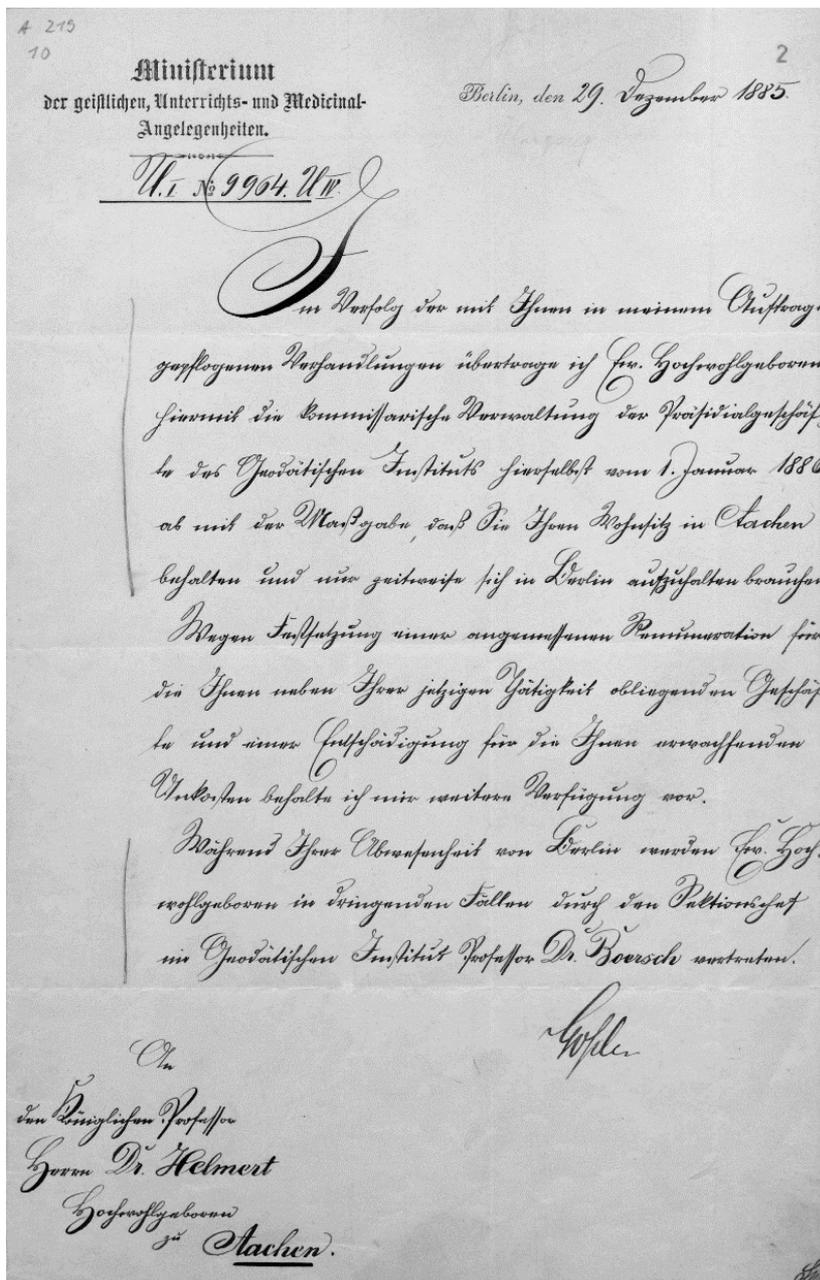 A 219
10
2
Ministerium
der geistlichen, Unterrichts- und Medicinal-
Angelegenheiten.
Berlin, den 29. Dezember 1885.
U.I № 9964. U IV.
Im Verfolg der mit Ihnen in meinem Auftrage
gepflogenen Verhandlungen übertrage ich Ew. Hochwohlgeboren
hiermit die kommissarische Verwaltung der Präsidialgeschäf-
te des Geodätischen Instituts hierselbst vom 1. Januar 1886
ab mit der Maßgabe, daß Sie Ihren Wohnsitz in Aachen
behalten und nur zeitweise sich in Berlin aufzuhalten brauchen.
Wegen Festsetzung einer angemessenen Remuneration für
die Ihnen neben Ihrer jetzigen Thätigkeit obliegenden Geschäf-
te und einer Entschädigung für die Ihnen erwachsenden
Unkosten behalte ich mir weitere Verfügung vor.
Während Ihrer Abwesenheit von Berlin werden Ew. Hoch-
wohlgeboren in dringenden Fällen durch den Sektionschef
im Geodätischen Institut Professor Dr. Boersch vertreten.
Goßler
An
den Königlichen Professor
Herrn Dr. Helmert
Hochwohlgeboren
zu Aachen.